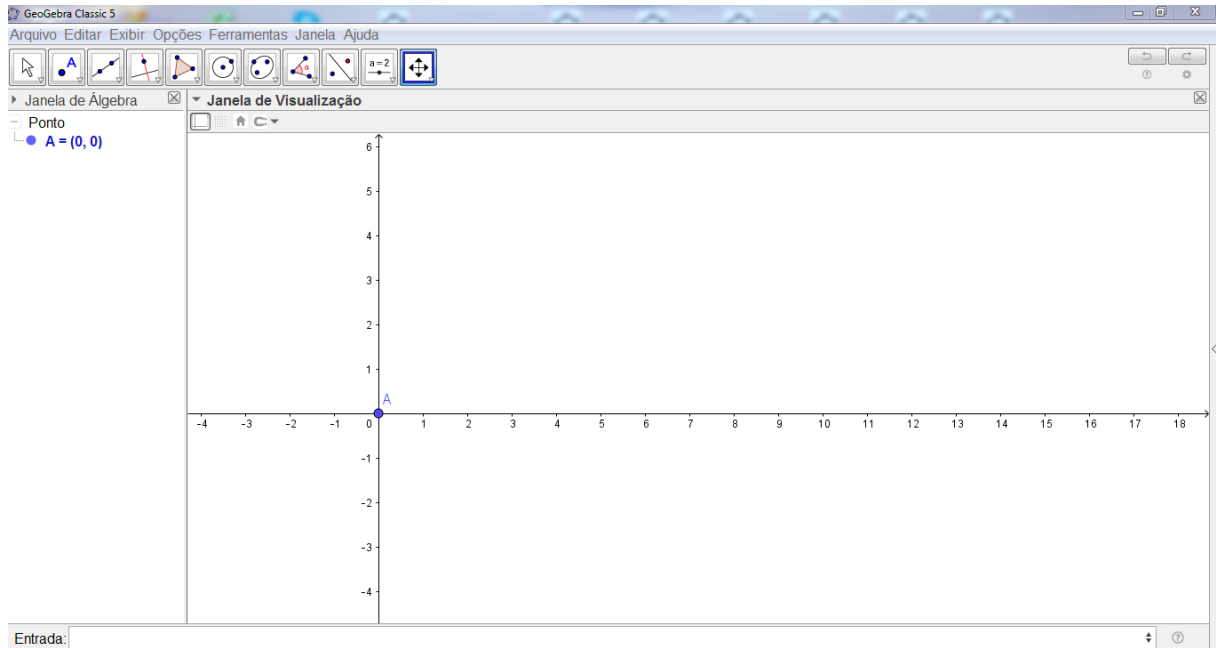 GeoGebra Classic 5
Arquivo Editar Exibir Opções Ferramentas Janela Ajuda
A
α
a = 2
Janela de Álgebra
Janela de Visualização
Ponto
A = (0, 0)
6
5
4
3
2
1
A
-4 -3 -2 -1 0 1 2 3 4 5 6 7 8 9 10 11 12 13 14 15 16 17 18
-1
-2
-3
-4
Entrada: